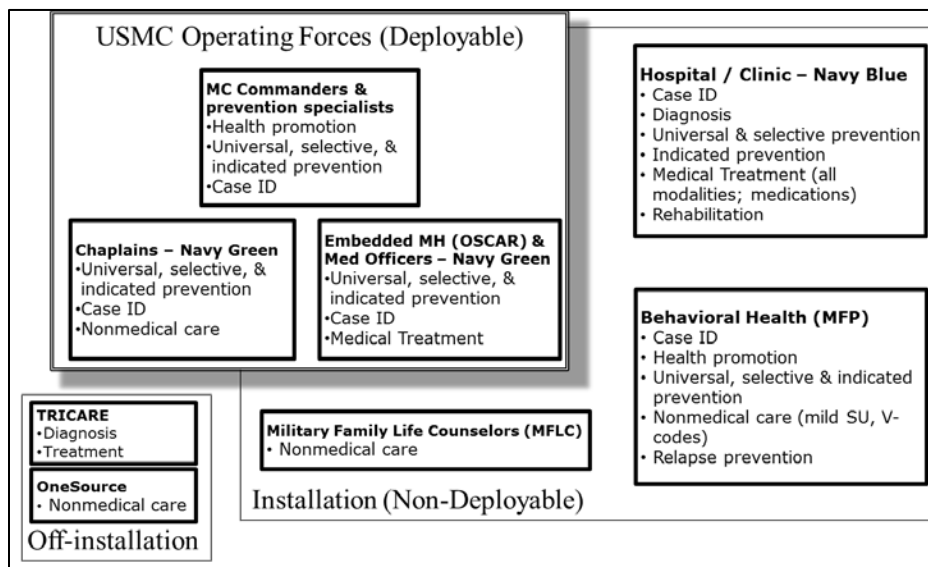 USMC Operating Forces (Deployable)
MC Commanders &
prevention specialists
•Health promotion
•Universal, selective, &
indicated prevention
•Case ID
Chaplains – Navy Green
•Universal, selective, &
indicated prevention
•Case ID
•Nonmedical care
Embedded MH (OSCAR) &
Med Officers – Navy Green
•Universal, selective, &
indicated prevention
•Case ID
•Medical Treatment
Hospital / Clinic – Navy Blue
• Case ID
• Diagnosis
• Universal & selective prevention
• Indicated prevention
• Medical Treatment (all
modalities; medications)
• Rehabilitation
Behavioral Health (MFP)
• Case ID
• Health promotion
• Universal, selective & indicated
prevention
• Nonmedical care (mild SU, V-
codes)
• Relapse prevention
Military Family Life Counselors (MFLC)
• Nonmedical care
Installation (Non-Deployable)
TRICARE
•Diagnosis
•Treatment
OneSource
• Nonmedical care
Off-installation